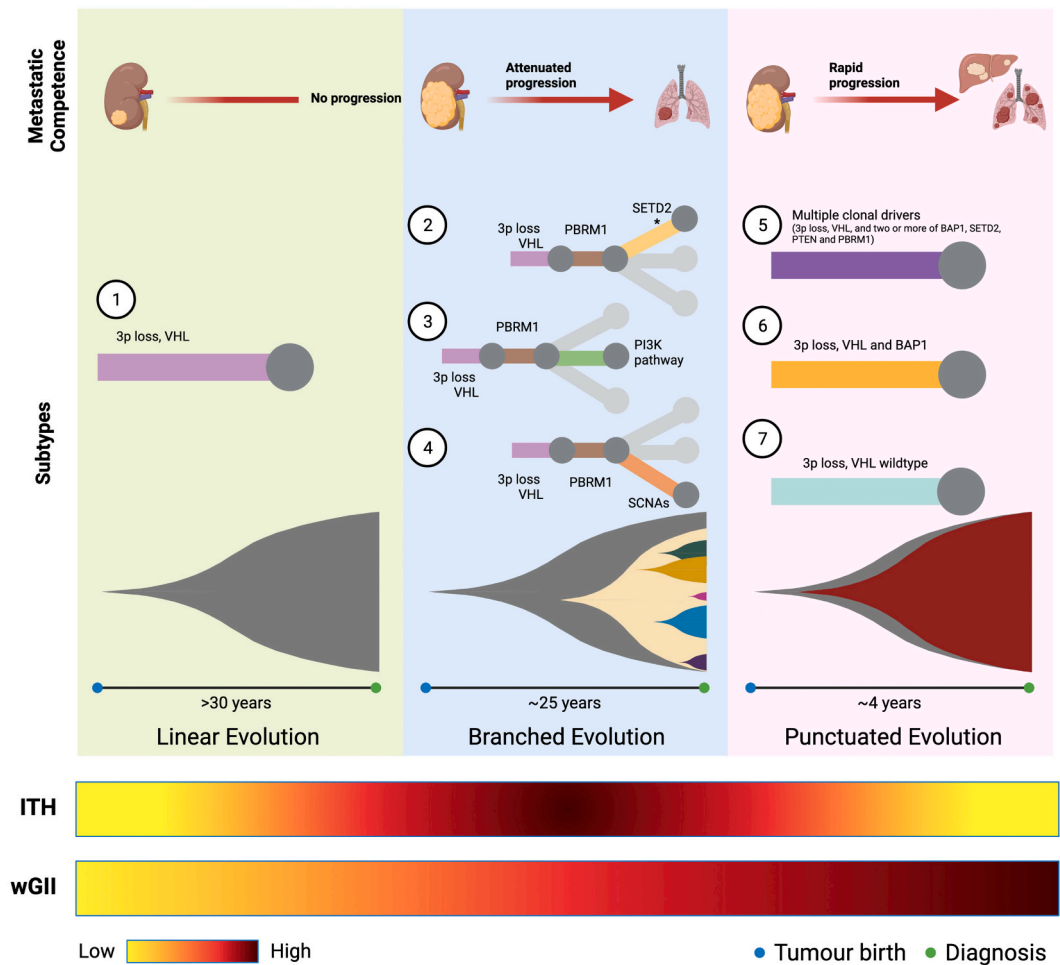 Metastatic
Competence
No progression
Attenuated
progression
Rapid
progression
Subtypes
1
3p loss, VHL
2
3p loss
VHL
PBRM1
SETD2
*
3
PBRM1
3p loss
VHL
PI3K
pathway
4
3p loss
VHL
PBRM1
SCNAs
5
Multiple clonal drivers
(3p loss, VHL, and two or more of BAP1, SETD2,
PTEN and PBRM1)
6
3p loss, VHL and BAP1
7
3p loss, VHL wildtype
>30 years
~25 years
~4 years
Linear Evolution
Branched Evolution
Punctuated Evolution
ITH
wGII
Low
High
Tumour birth
Diagnosis